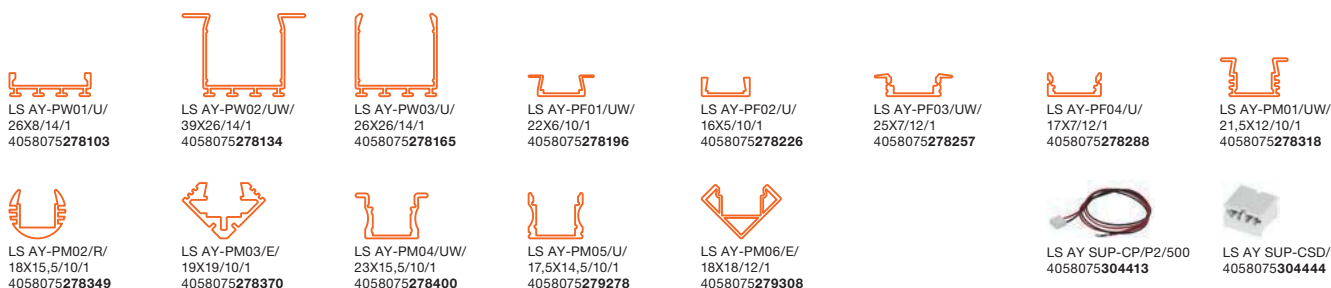 LS AY-PW01/U/
26X8/14/1
4058075278103
LS AY-PW02/UW/
39X26/14/1
4058075278134
LS AY-PW03/U/
26X26/14/1
4058075278165
LS AY-PF01/UW/
22X6/10/1
4058075278196
LS AY-PF02/U/
16X5/10/1
4058075278226
LS AY-PF03/UW/
25X7/12/1
4058075278257
LS AY-PF04/U/
17X7/12/1
4058075278288
LS AY-PM01/UW/
21,5X12/10/1
4058075278318
LS AY-PM02/R/
18X15,5/10/1
4058075278349
LS AY-PM03/E/
19X19/10/1
4058075278370
LS AY-PM04/UW/
23X15,5/10/1
4058075278400
LS AY-PM05/U/
17,5X14,5/10/1
4058075279278
LS AY-PM06/E/
18X18/12/1
4058075279308
LS AY SUP-CP/P2/500
4058075304413
LS AY SUP-CSD/
4058075304444